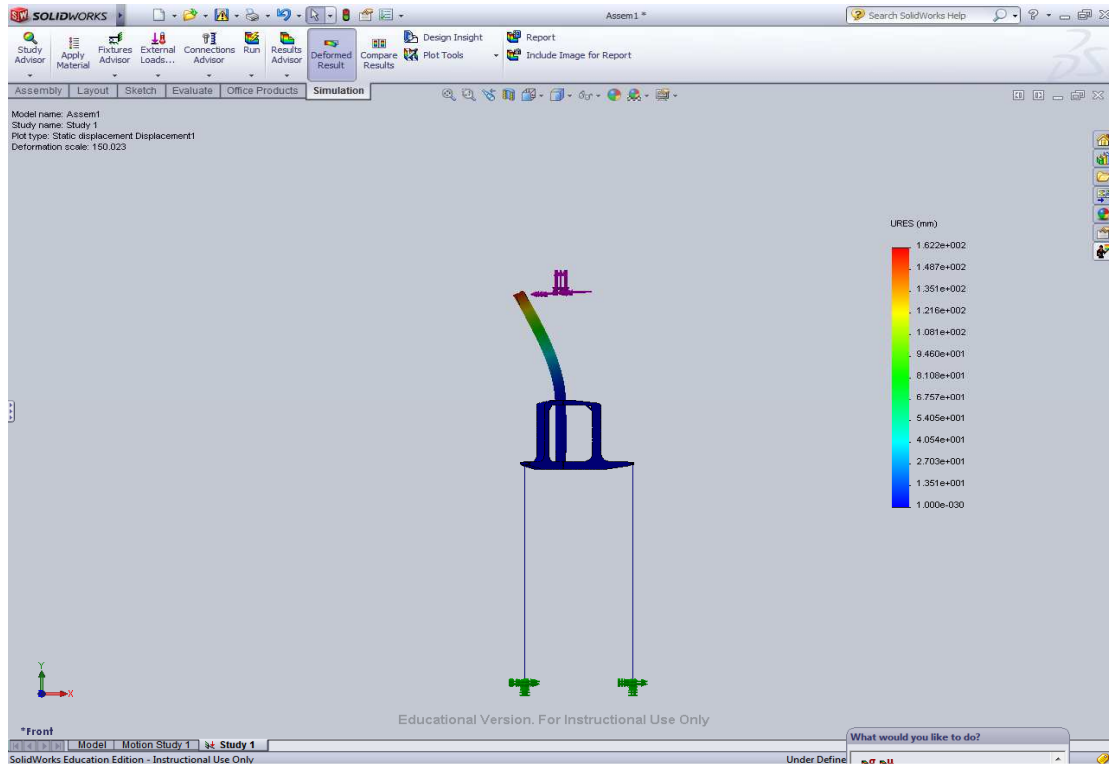 SOLIDWORKS
Assem1 *
Search SolidWorks Help
Study Advisor
Apply Material
Fixtures Advisor
External Loads...
Connections Advisor
Run
Results Advisor
Deformed Result
Compare Results
Design Insight
Plot Tools
Report
Include Image for Report
Assembly Layout Sketch Evaluate Office Products Simulation
Model name: Assem1
Study name: Study 1
Plot type: Static displacement Displacement1
Deformation scale: 150.023
URES (mm)
1.622e+002
1.487e+002
1.351e+002
1.216e+002
1.081e+002
9.460e+001
8.108e+001
6.757e+001
5.405e+001
4.054e+001
2.703e+001
1.351e+001
1.000e-030
Y
X
Educational Version. For Instructional Use Only
*Front
What would you like to do?
Model Motion Study 1 Study 1
SolidWorks Education Edition - Instructional Use Only
Under Define